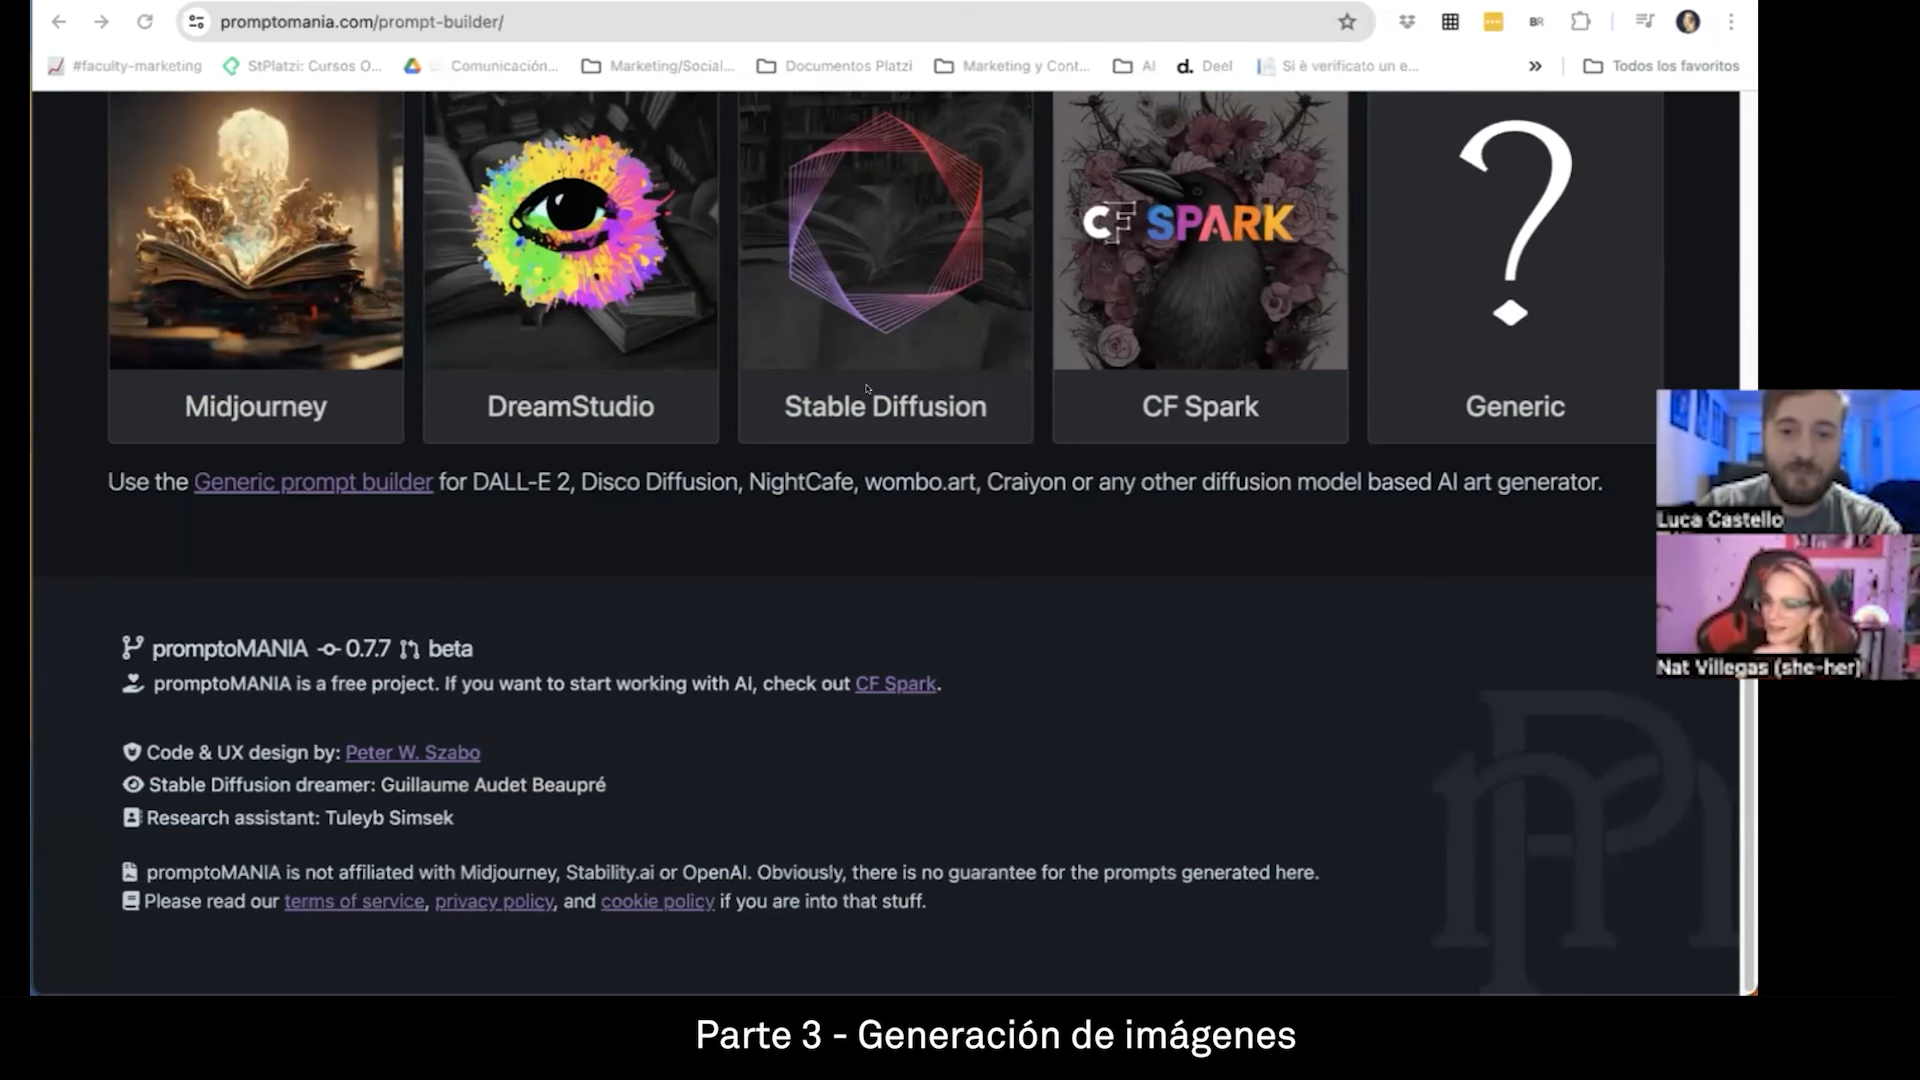 promptomania.com/prompt-builder/
BR
#faculty-marketing
StPlatzi: Cursos O...
Comunicación...
Marketing/Social...
Documentos Platzi
Marketing y Cont...
AI
d. Deel
Si è verificato un e...
»
Todos los favoritos
CF SPARK
?
Midjourney
DreamStudio
Stable Diffusion
CF Spark
Generic
Use the Generic prompt builder for DALL-E 2, Disco Diffusion, NightCafe, wombo.art, Craiyon or any other diffusion model based AI art generator.
Luca Castello
Nat Villegas (she-her)
promptoMANIA 0.7.7 beta
promptoMANIA is a free project. If you want to start working with AI, check out CF Spark.
Code & UX design by: Peter W. Szabo
Stable Diffusion dreamer: Guillaume Audet Beaupré
Research assistant: Tuleyb Simsek
promptoMANIA is not affiliated with Midjourney, Stability.ai or OpenAI. Obviously, there is no guarantee for the prompts generated here.
Please read our terms of service, privacy policy, and cookie policy if you are into that stuff.
Parte 3 - Generación de imágenes